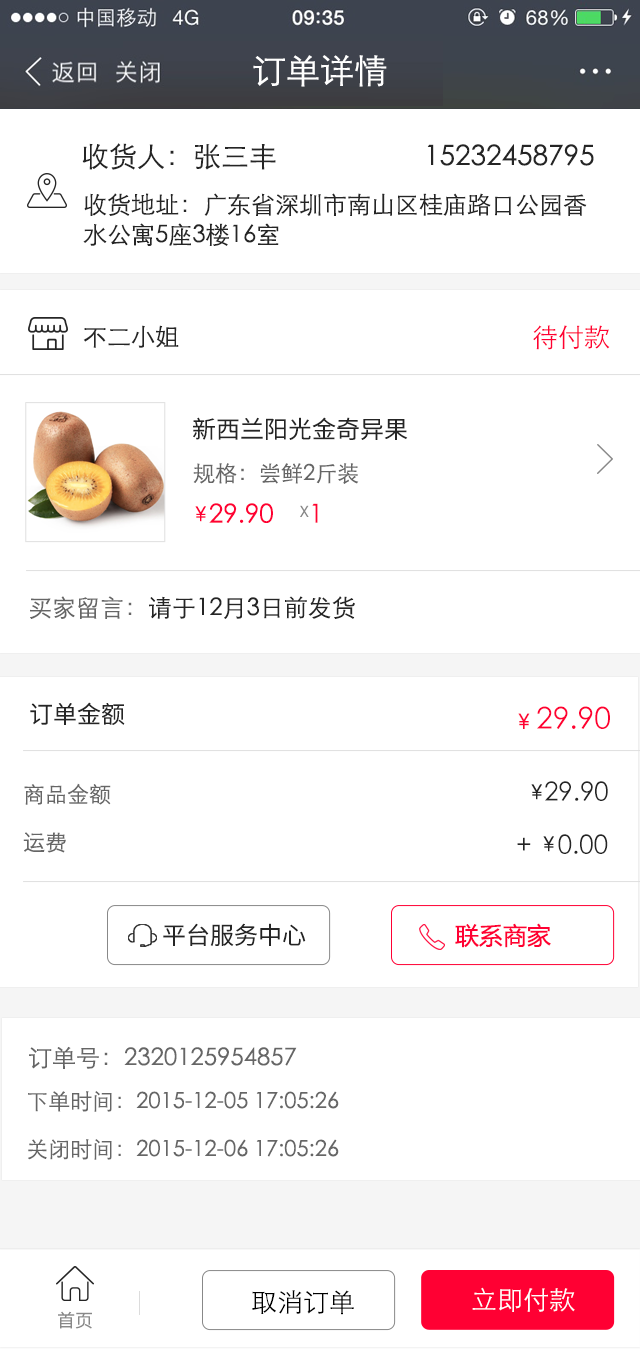 中国移动 4G 09:35 68%
返回 关闭 订单详情
收货人：张三丰 15232458795
收货地址：广东省深圳市南山区桂庙路口公园香
水公寓5座3楼16室
不二小姐 待付款
新西兰阳光金奇异果
规格：尝鲜2斤装
¥29.90 x1
买家留言：请于12月3日前发货
订单金额 ¥29.90
商品金额 ¥29.90
运费 + ¥0.00
平台服务中心 联系商家
订单号：2320125954857
下单时间：2015-12-05 17:05:26
关闭时间：2015-12-06 17:05:26
首页 取消订单 立即付款